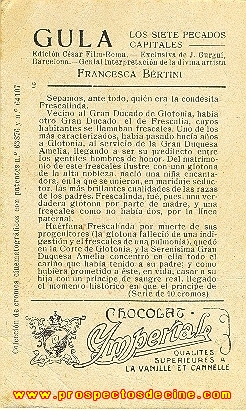 GULA
LOS SIETE PECADOS
CAPITALES
Edición César Film-Roma.— Exclusiva de J. Gurgui,
Barcelona.—Genial interpretación de la divina artista
FRANCESCA BERTINI
2
Sepamos, ante todo, quién era la condesita
Frescalinda.
Vecino al Gran Ducado de Glotonia, había
otro Gran Ducado, el de Frescalia, cuyos
habitantes se llamaban frescales. Uno de los
más caracterizados, había pasado hacía años
a Glotonia, al servicio de la Gran Duquesa
Amelia, llegando a ser su predilecto entre
los gentiles hombres de honor. Del matrimo-
nio de este frescales ilustre con una glotona
de la alta nobleza, nació una niña encanta-
dora, en la que se unieron, en maridaje seduc-
tor, las más brillantes cualidades de las razas
de los padres. Frescalinda, fué, pues, una ver-
dadera glotona por parte de madre, y una
frescales como no había dos, por la línea
paternal.
Huérfana Frescalinda por muerte de sus
progenitores (la glotona falleció de una indi-
gestión y el frescales de una pulmonía), quedó
en la Corte de Glotonia, y la Serenísima Gran
Duquesa Amelia concentró en ella todo el
cariño que había tenido a su padre, y como
hubiera prometido a éste, en vida, casar a su
hija con un príncipe de sangre real, llegado
el momento histórico en que el príncipe de
(Serie de 10 cromos)
CHOCOLAT
Impérial
QUALITÉS
SUPÉRIEURES À
LA VANILLE ET CANNELLE
www.prospectosdecine.com